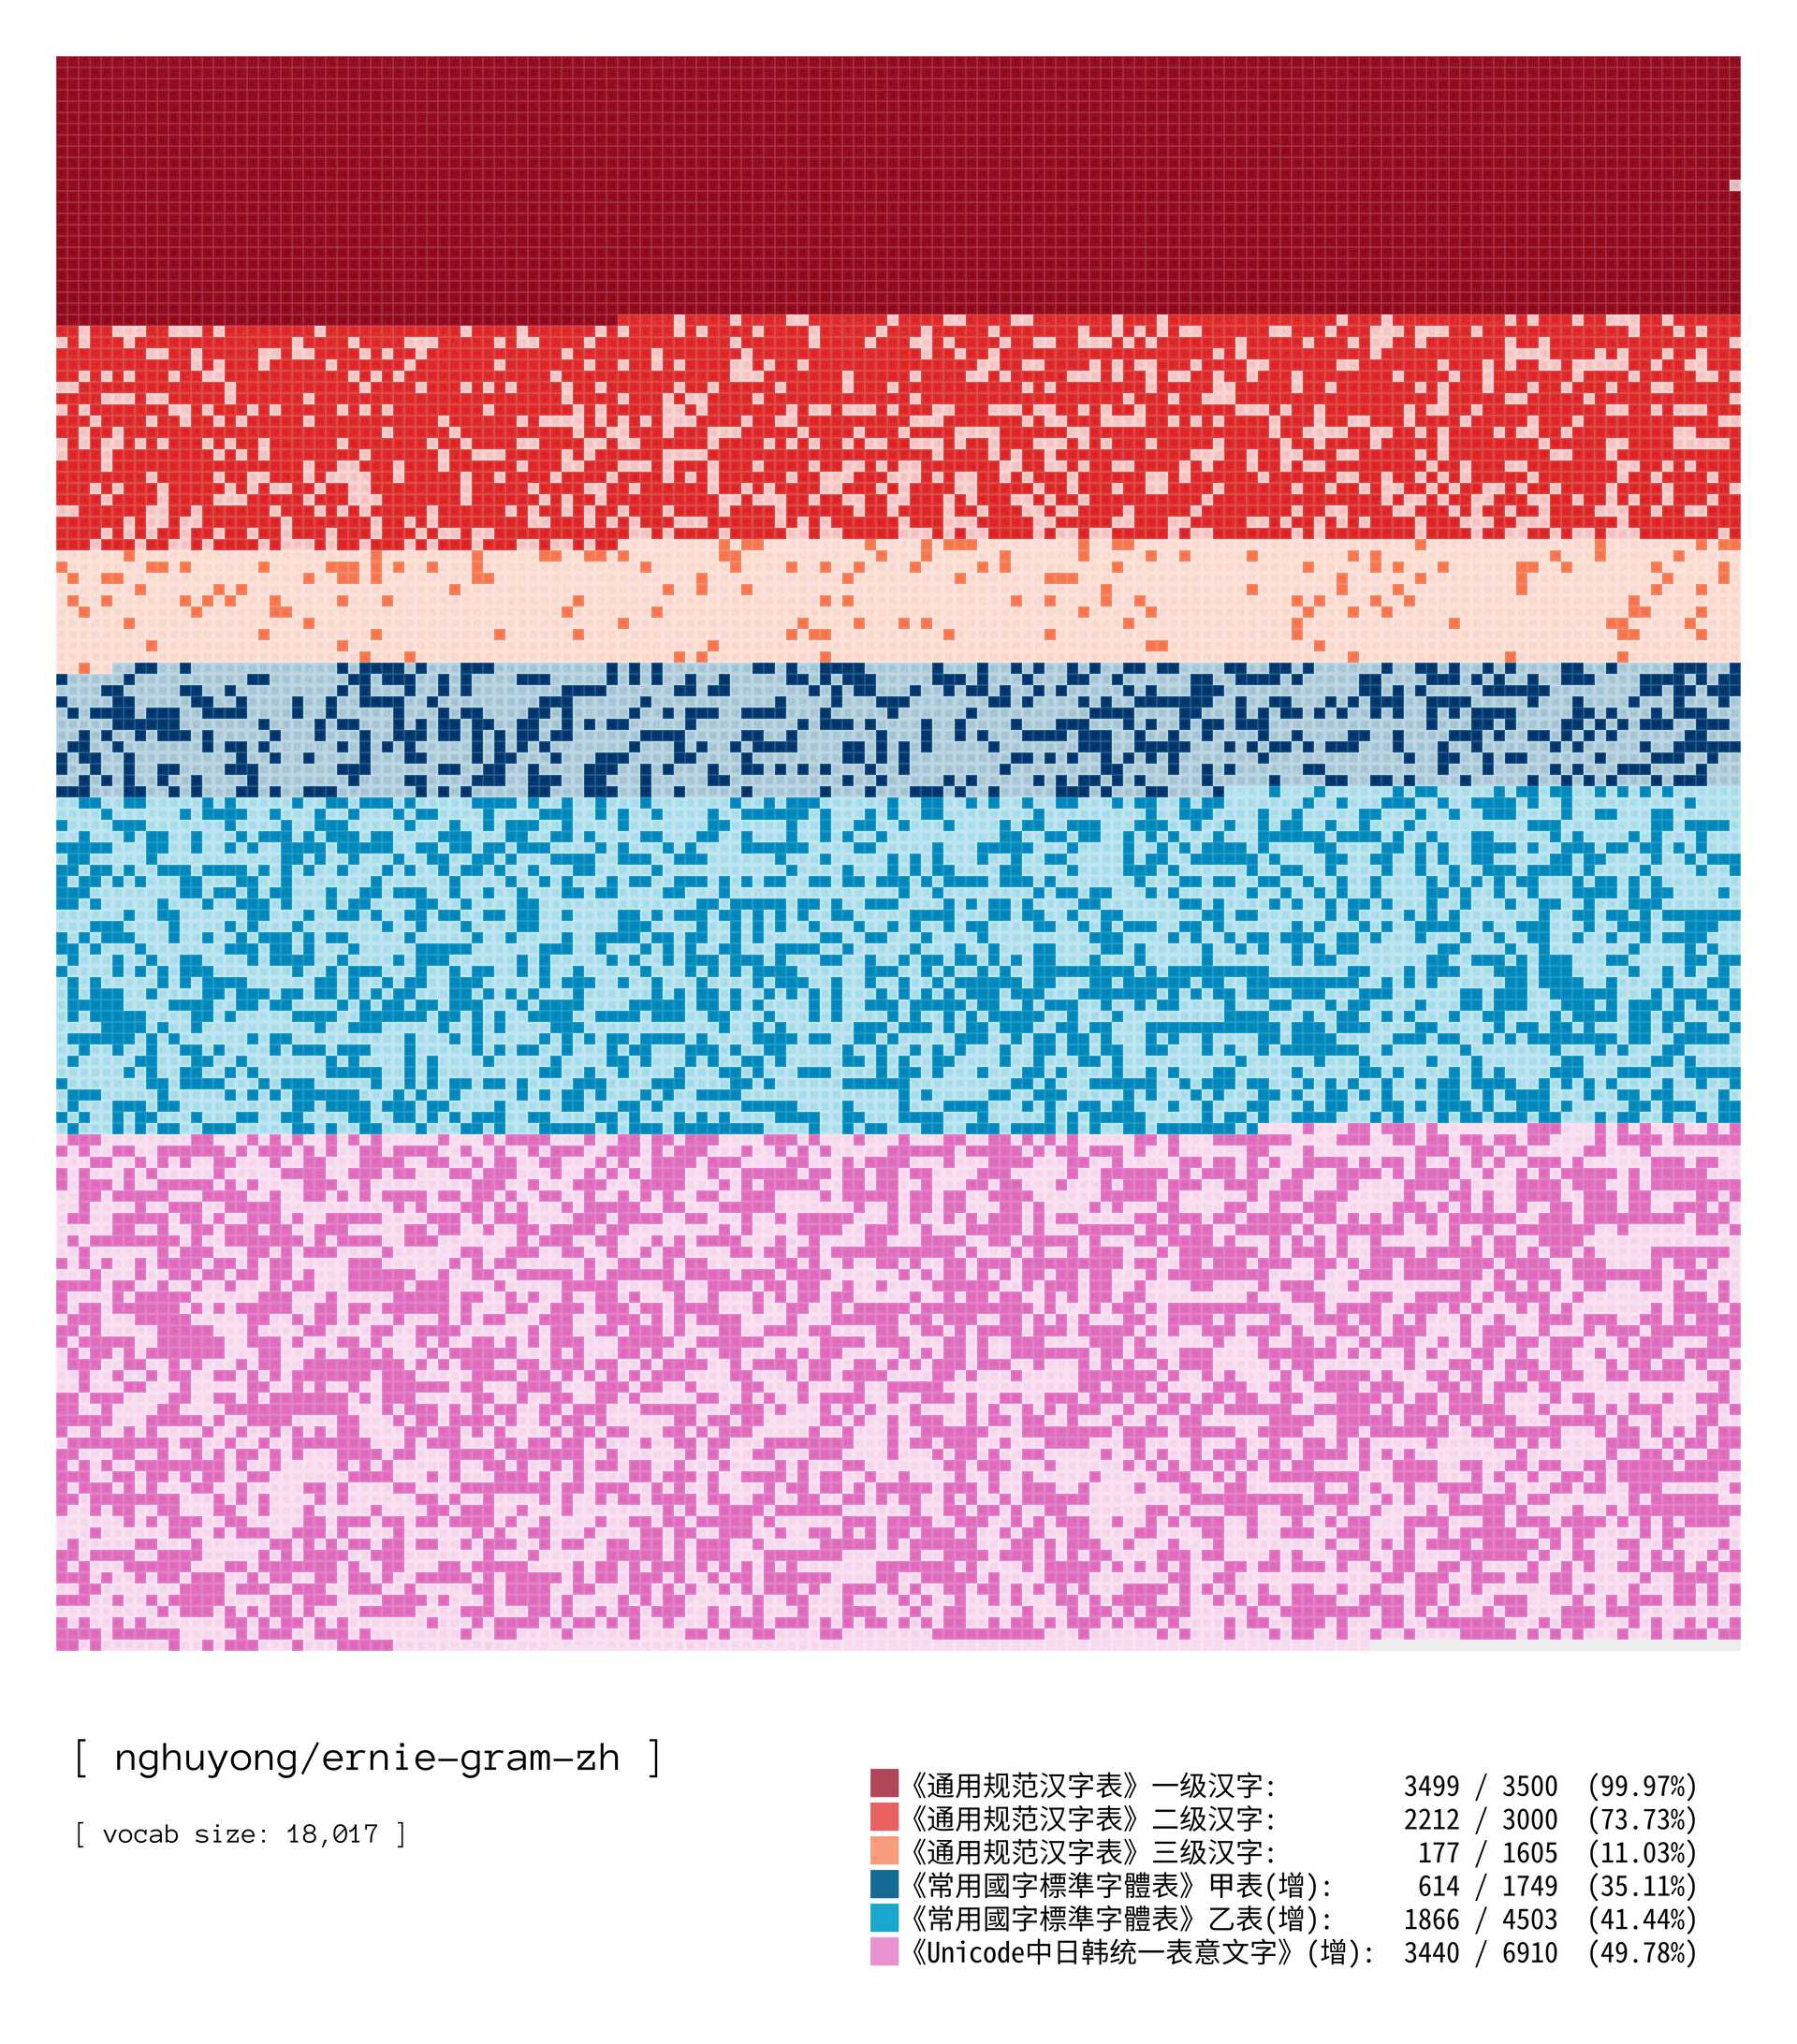 [ nghuyong/ernie-gram-zh ]
[ vocab size: 18,017 ]
《通用规范汉字表》一级汉字: 3499 / 3500 (99.97%)
《通用规范汉字表》二级汉字: 2212 / 3000 (73.73%)
《通用规范汉字表》三级汉字: 177 / 1605 (11.03%)
《常用國字標準字體表》甲表(增): 614 / 1749 (35.11%)
《常用國字標準字體表》乙表(增): 1866 / 4503 (41.44%)
《Unicode中日韩统一表意文字》(增): 3440 / 6910 (49.78%)